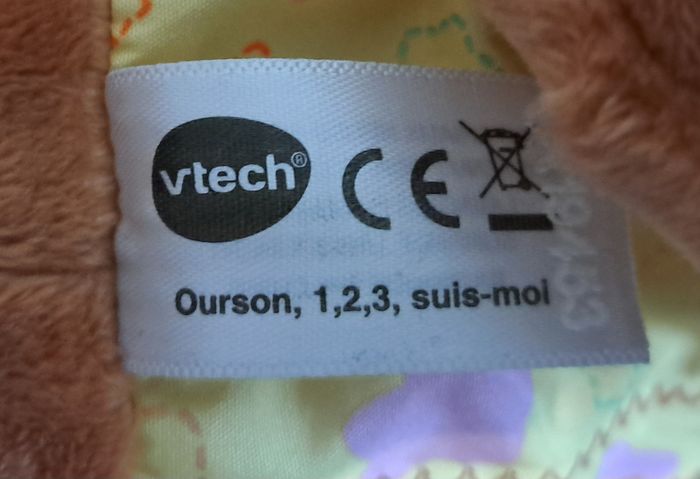 vtech®
CE
Ourson, 1,2,3, suis-moi